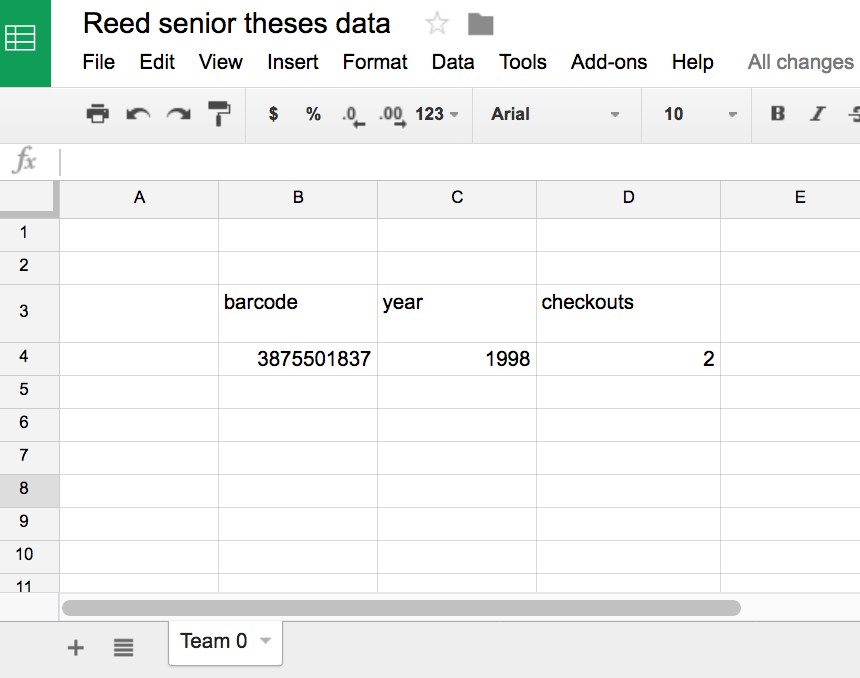 Reed senior theses data
File Edit View Insert Format Data Tools Add-ons Help All changes
$ % .0 .00 123 Arial 10 B I S
fx
A B C D E
1
2
3 barcode year checkouts
4 3875501837 1998 2
5
6
7
8
9
10
11
+ Team 0